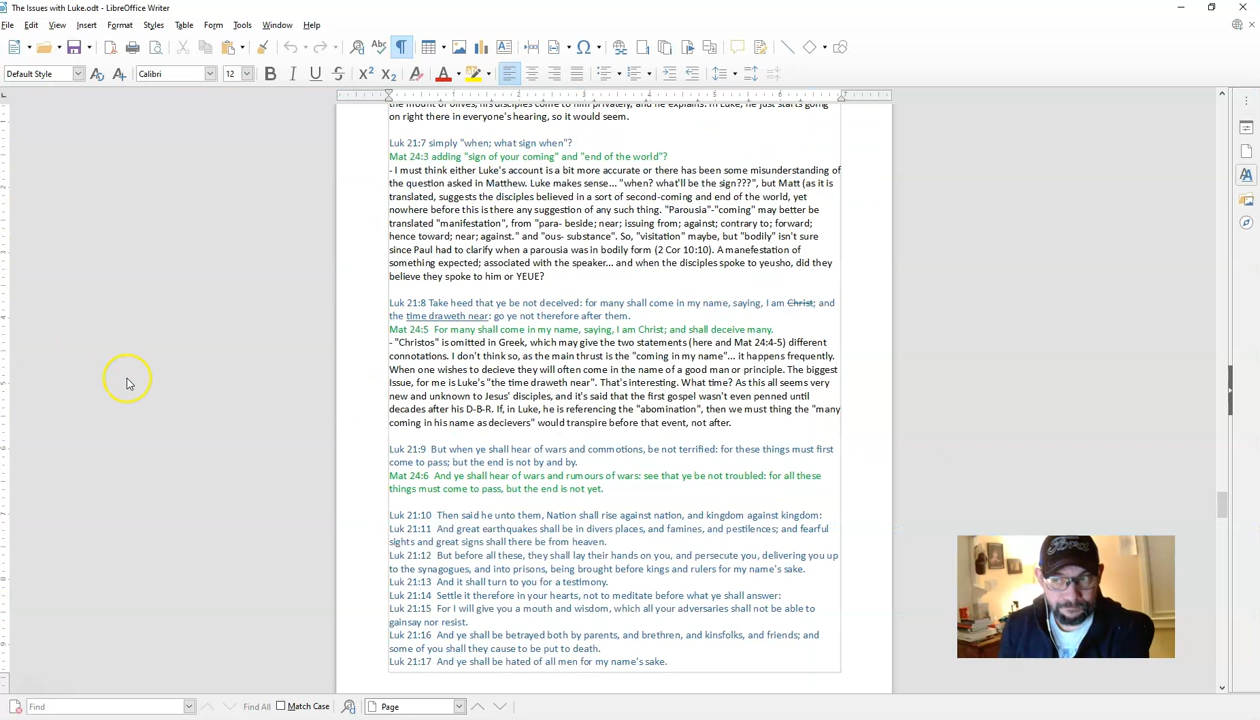 The Issues with Luke.odt - LibreOffice Writer
File Edit View Insert Format Styles Table Form Tools Window Help
Default Style Calibri 12
1 2 3 4 5 6 7
the mount of olives, his disciples come to him privately, and he explains. In Luke, he just starts going
on right there in everyone's hearing, so it would seem.
Luk 21:7 simply "when; what sign when"?
Mat 24:3 adding "sign of your coming" and "end of the world"?
- I must think either Luke's account is a bit more accurate or there has been some misunderstanding of
the question asked in Matthew. Luke makes sense... "when? what'll be the sign???", but Matt (as it is
translated, suggests the disciples believed in a sort of second-coming and end of the world, yet
nowhere before this is there any suggestion of any such thing. "Parousia"-"coming" may better be
translated "manifestation", from "para- beside; near; issuing from; against; contrary to; forward;
hence toward; near; against." and "ous- substance". So, "visitation" maybe, but "bodily" isn't sure
since Paul had to clarify when a parousia was in bodily form (2 Cor 10:10). A manefestation of
something expected; associated with the speaker... and when the disciples spoke to yeusho, did they
believe they spoke to him or YEUE?
Luk 21:8 Take heed that ye be not deceived: for many shall come in my name, saying, I am Christ; and
the time draweth near: go ye not therefore after them.
Mat 24:5 For many shall come in my name, saying, I am Christ; and shall deceive many.
- "Christos" is omitted in Greek, which may give the two statements (here and Mat 24:4-5) different
connotations. I don't think so, as the main thrust is the "coming in my name"... it happens frequently.
When one wishes to decieve they will often come in the name of a good man or principle. The biggest
Issue, for me is Luke's "the time draweth near". That's interesting. What time? As this all seems very
new and unknown to Jesus' disciples, and it's said that the first gospel wasn't even penned until
decades after his D-B-R. If, in Luke, he is referencing the "abomination", then we must thing the "many
coming in his name as decievers" would transpire before that event, not after.
Luk 21:9 But when ye shall hear of wars and commotions, be not terrified: for these things must first
come to pass; but the end is not by and by.
Mat 24:6 And ye shall hear of wars and rumours of wars: see that ye be not troubled: for all these
things must come to pass, but the end is not yet.
Luk 21:10 Then said he unto them, Nation shall rise against nation, and kingdom against kingdom:
Luk 21:11 And great earthquakes shall be in divers places, and famines, and pestilences; and fearful
sights and great signs shall there be from heaven.
Luk 21:12 But before all these, they shall lay their hands on you, and persecute you, delivering you up
to the synagogues, and into prisons, being brought before kings and rulers for my name's sake.
Luk 21:13 And it shall turn to you for a testimony.
Luk 21:14 Settle it therefore in your hearts, not to meditate before what ye shall answer:
Luk 21:15 For I will give you a mouth and wisdom, which all your adversaries shall not be able to
gainsay nor resist.
Luk 21:16 And ye shall be betrayed both by parents, and brethren, and kinsfolks, and friends; and
some of you shall they cause to be put to death.
Luk 21:17 And ye shall be hated of all men for my name's sake.
Find Find All Match Case Page